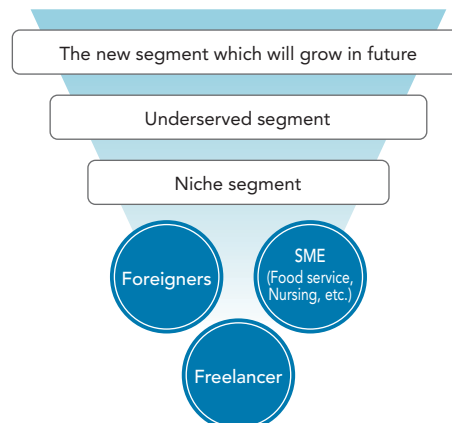 The new segment which will grow in future
Underserved segment
Niche segment
Foreigners
SME
(Food service,
Nursing, etc.)
Freelancer